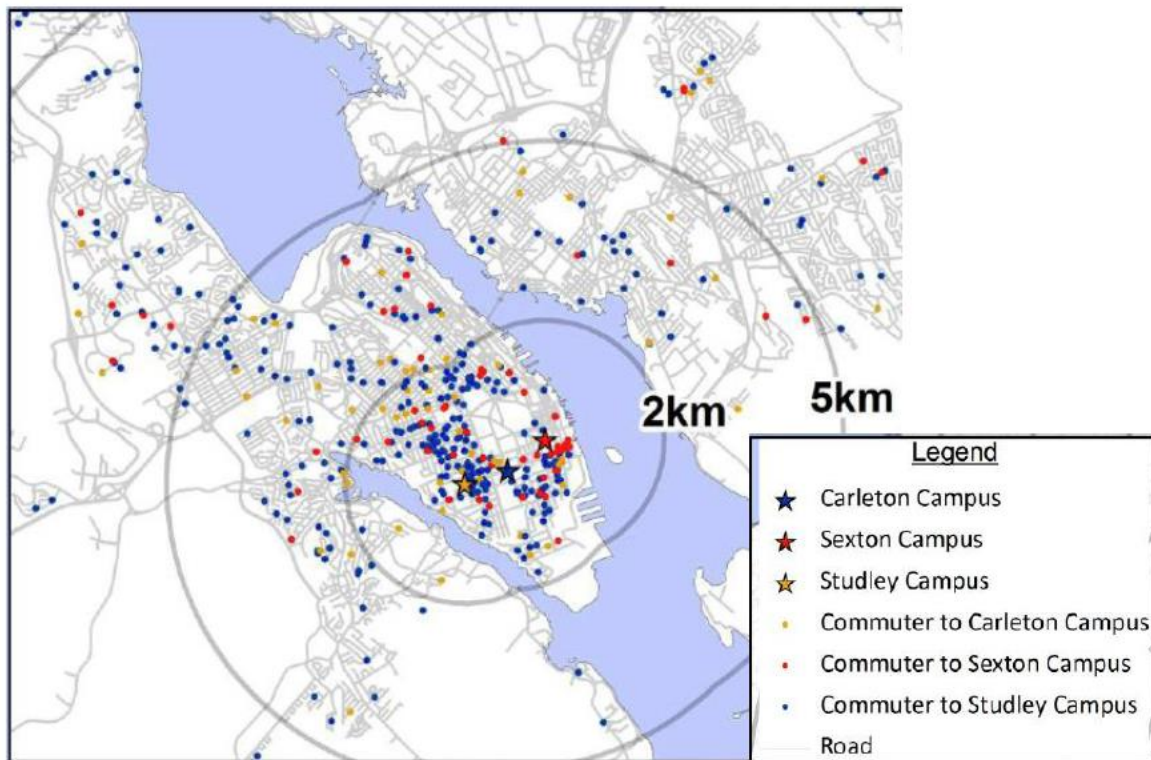 2km
5km
Legend
Carleton Campus
Sexton Campus
Studley Campus
Commuter to Carleton Campus
Commuter to Sexton Campus
Commuter to Studley Campus
Road